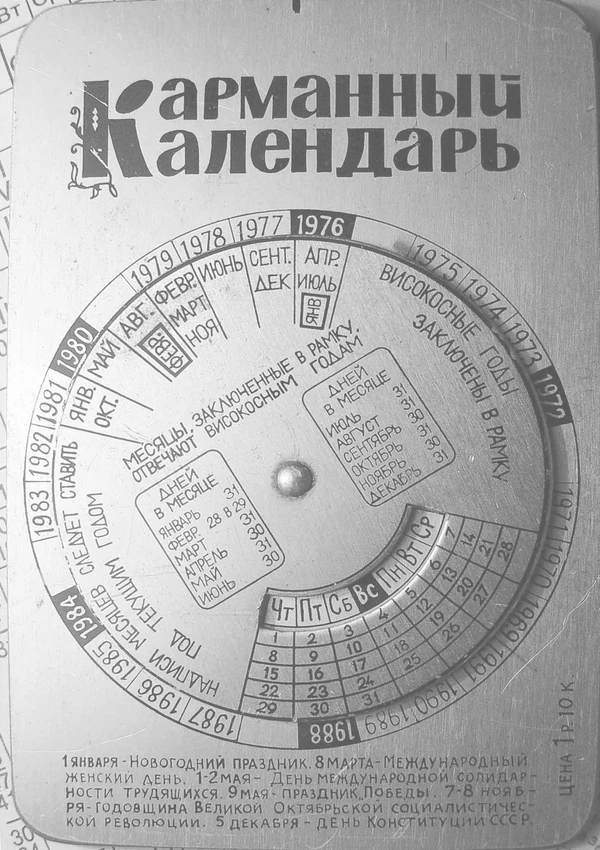 Карманный
Календарь
1976
1977
1978
1979
1980
1981
1982
1983
1984
1985
1986
1987
1988
1989
1990
1991
1969
1970
1971
1972
1973
1974
1975
ЯНВ.
ОКТ.
МАЙ
АВГ.
ФЕВР.
ФЕВР. МАРТ НОЯ
ИЮНЬ
СЕНТ.
ДЕК
АПР.
ИЮЛЬ
ЯНВ
ВИСОКОСНЫЕ ГОДЫ
ЗАКЛЮЧЕНЫ В РАМКУ
МЕСЯЦЫ, ЗАКЛЮЧЕННЫЕ В РАМКУ,
ОТВЕЧАЮТ ВИСОКОСНЫМ ГОДАМ
НАДПИСИ МЕСЯЦЕВ СЛЕДУЕТ СТАВИТЬ
ПОД ТЕКУЩИМ ГОДОМ
ДНЕЙ
В МЕСЯЦЕ
ЯНВАРЬ 31
ФЕВР. 28 В 29
МАРТ 31
АПРЕЛЬ 30
МАЙ 31
ИЮНЬ 30
ДНЕЙ
В МЕСЯЦЕ
ИЮЛЬ 31
АВГУСТ 31
СЕНТЯБРЬ 30
ОКТЯБРЬ 31
НОЯБРЬ 30
ДЕКАБРЬ 31
ЧТ ПТ СБ ВС ПН ВТ СР
1 2 3 4 5 6 7
8 9 10 11 12 13 14
15 16 17 18 19 20 21
22 23 24 25 26 27 28
29 30 31
1 ЯНВАРЯ - НОВОГОДНИЙ ПРАЗДНИК. 8 МАРТА - МЕЖДУНАРОДНЫЙ
ЖЕНСКИЙ ДЕНЬ. 1-2 МАЯ - ДЕНЬ МЕЖДУНАРОДНОЙ СОЛИДАР-
НОСТИ ТРУДЯЩИХСЯ. 9 МАЯ - ПРАЗДНИК ПОБЕДЫ. 7-8 НОЯБ-
РЯ - ГОДОВЩИНА ВЕЛИКОЙ ОКТЯБРЬСКОЙ СОЦИАЛИСТИЧЕС-
КОЙ РЕВОЛЮЦИИ. 5 ДЕКАБРЯ - ДЕНЬ КОНСТИТУЦИИ СССР.
ЦЕНА 1 Р. 10 К